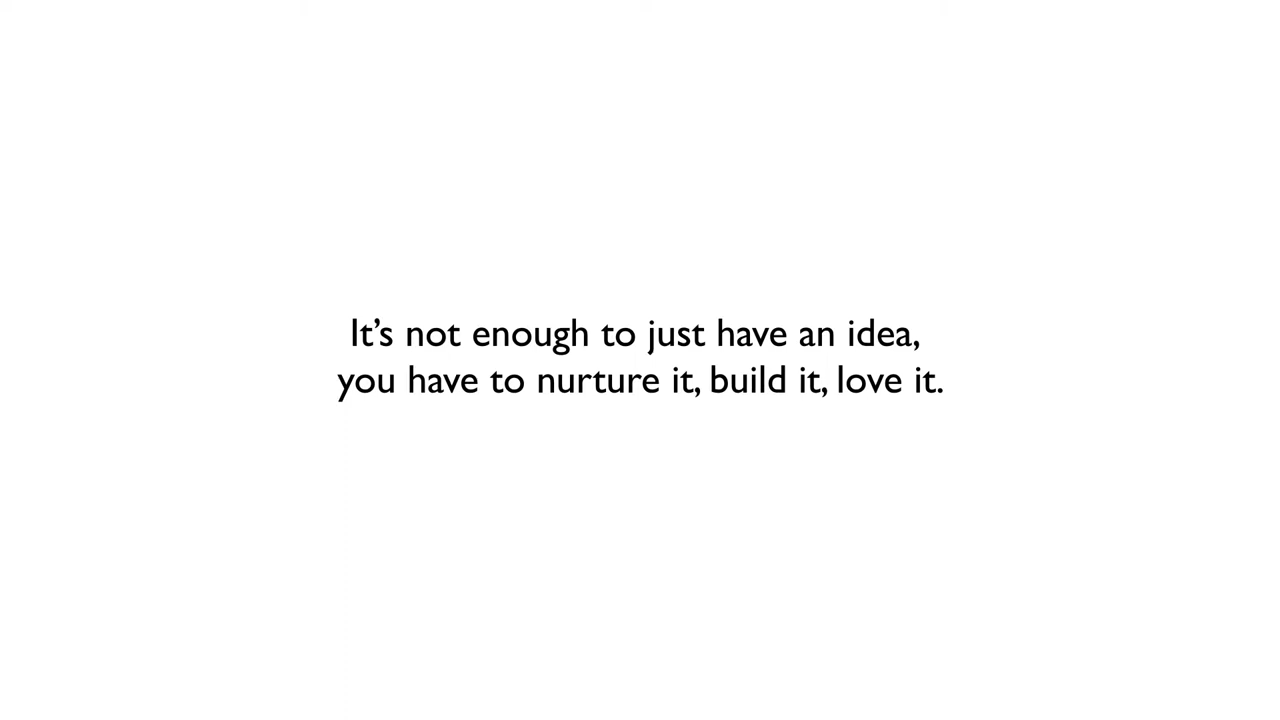 It’s not enough to just have an idea,
you have to nurture it, build it, love it.